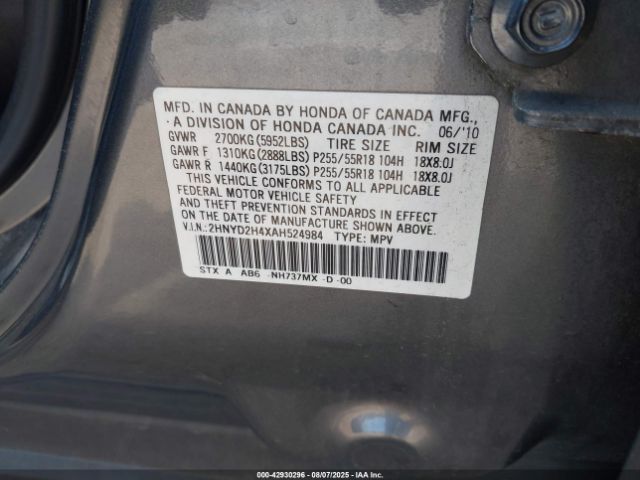 MFD. IN CANADA BY HONDA OF CANADA MFG.,
A DIVISION OF HONDA CANADA INC. 06/'10
GVWR 2700KG(5952LBS) TIRE SIZE RIM SIZE
GAWR F 1310KG(2888LBS) P255/55R18 104H 18X8.0J
GAWR R 1440KG(3175LBS) P255/55R18 104H 18X8.0J
THIS VEHICLE CONFORMS TO ALL APPLICABLE
FEDERAL MOTOR VEHICLE SAFETY
AND THEFT PREVENTION STANDARDS IN EFFECT
ON THE DATE OF MANUFACTURE SHOWN ABOVE.
V.I.N.:2HNYD2H4XAH524984 TYPE: MPV
STX A AB6 -NH737MX -D -00
000-42930296 - 08/07/2025 - IAA Inc.